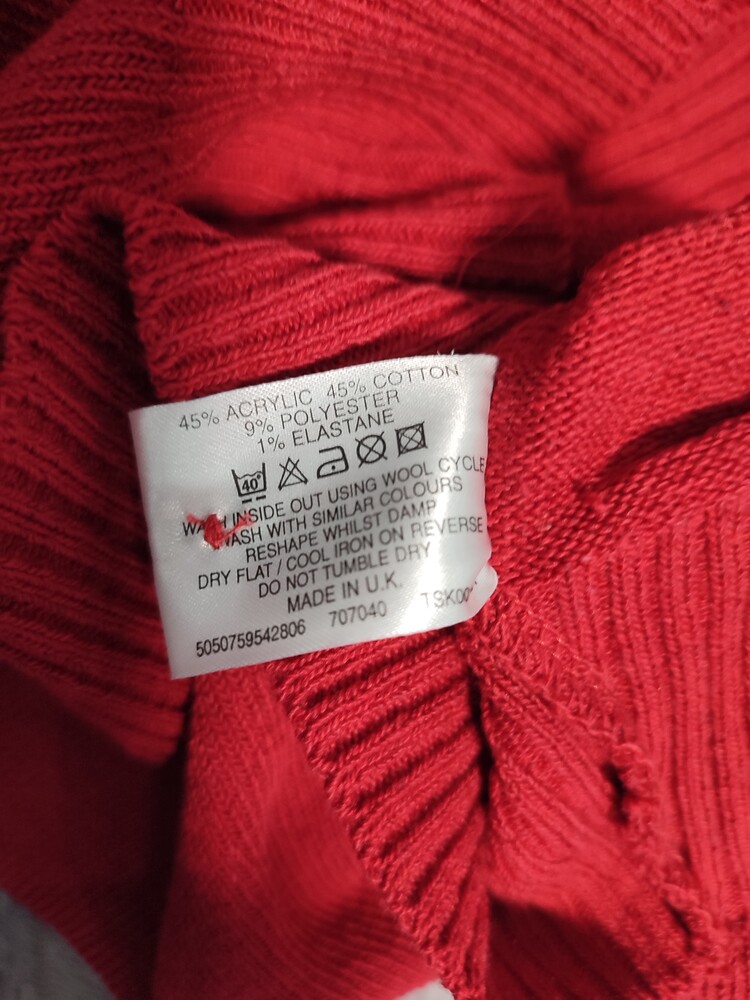 45% ACRYLIC 45% COTTON
9% POLYESTER
1% ELASTANE
40°
INSIDE OUT USING WOOL CYCLE
WASH WITH SIMILAR COLOURS
RESHAPE WHILST DAMP
DRY FLAT / COOL IRON ON REVERSE
DO NOT TUMBLE DRY
MADE IN U.K.
5050759542806 707040